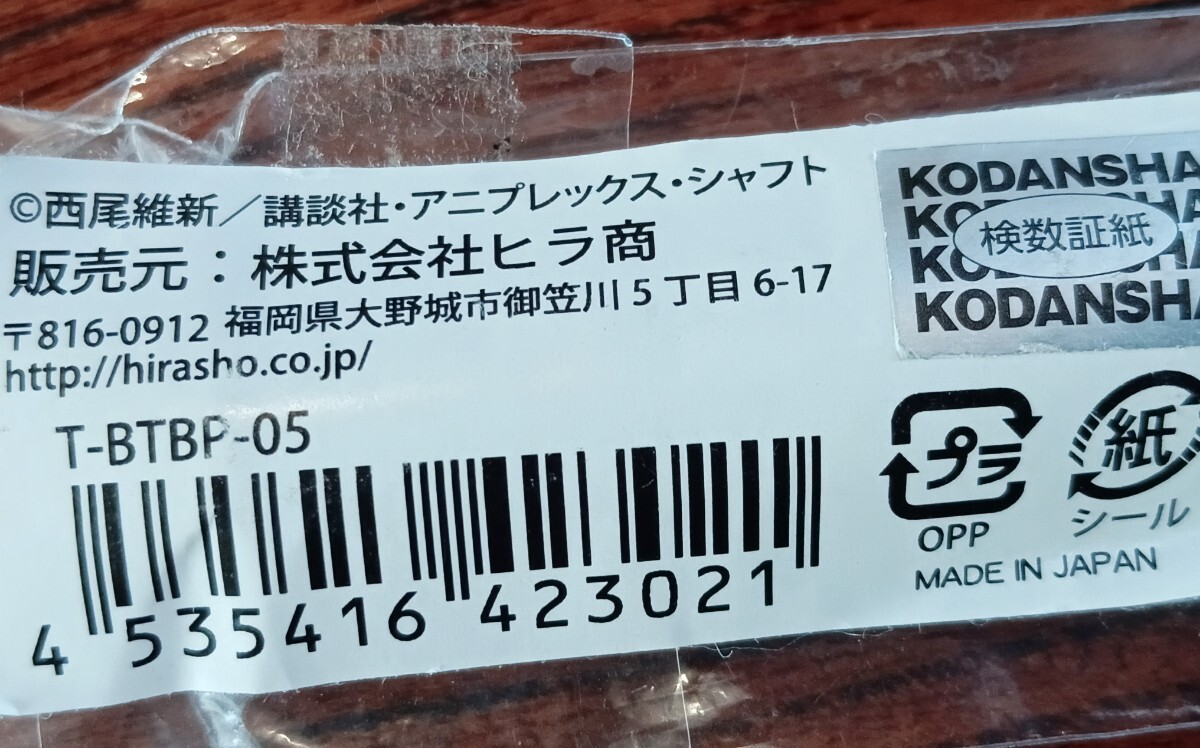 ©西尾維新／講談社・アニプレックス・シャフト
販売元：株式会社ヒラ商
〒816-0912 福岡県大野城市御笠川5丁目6-17
http://hirasho.co.jp/
T-BTBP-05
4 535416 423021
KODANSHA
KODANSHA
KODANSHA
KODANSHA
検数証紙
プラ
OPP
紙
シール
MADE IN JAPAN